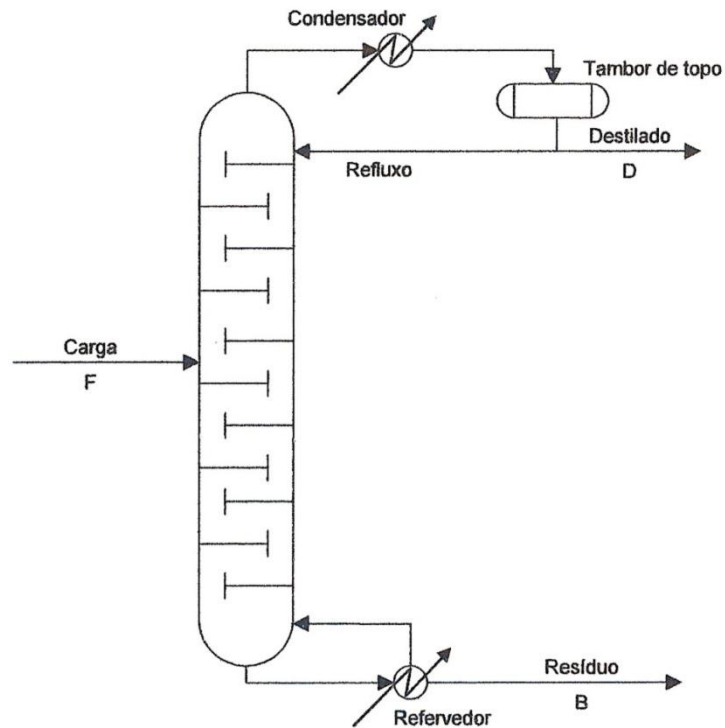 Condensador
Tambor de topo
Destilado
Refluxo
D
Carga
F
Resíduo
B
Refervedor